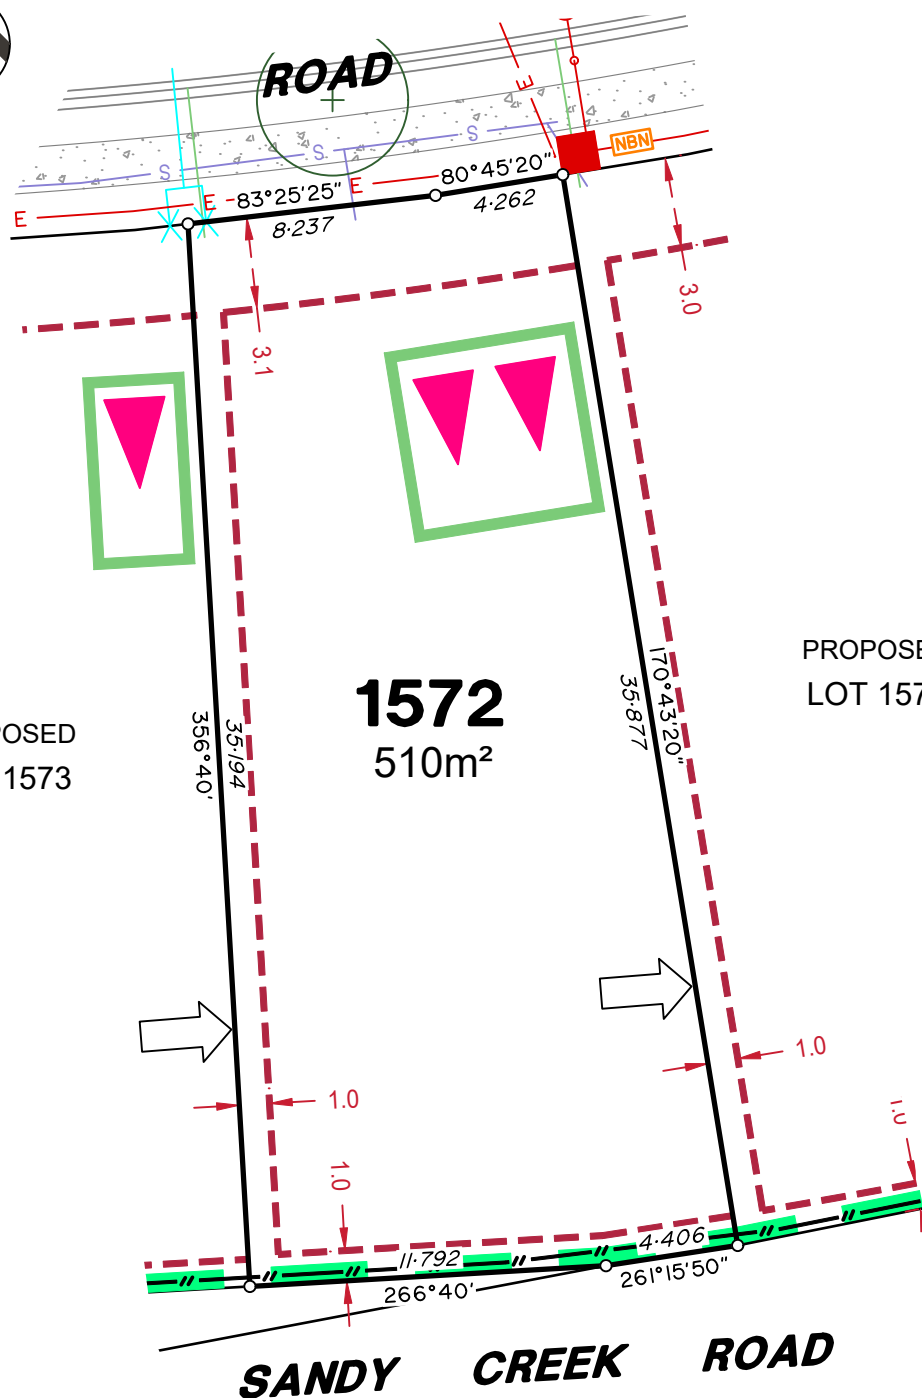 ROAD
E
NBN
S
S
S
E
E
E
83°25'25"
80°45'20"
8·237
4·262
3.1
3.0
1572
510m²
PROPOSE
LOT 157
POSED
1573
356°40'
35·194
35·877
170°43'20"
1.0
1.0
1.0
1.0
11·792
4·406
266°40'
261°15'50"
SANDY CREEK ROAD